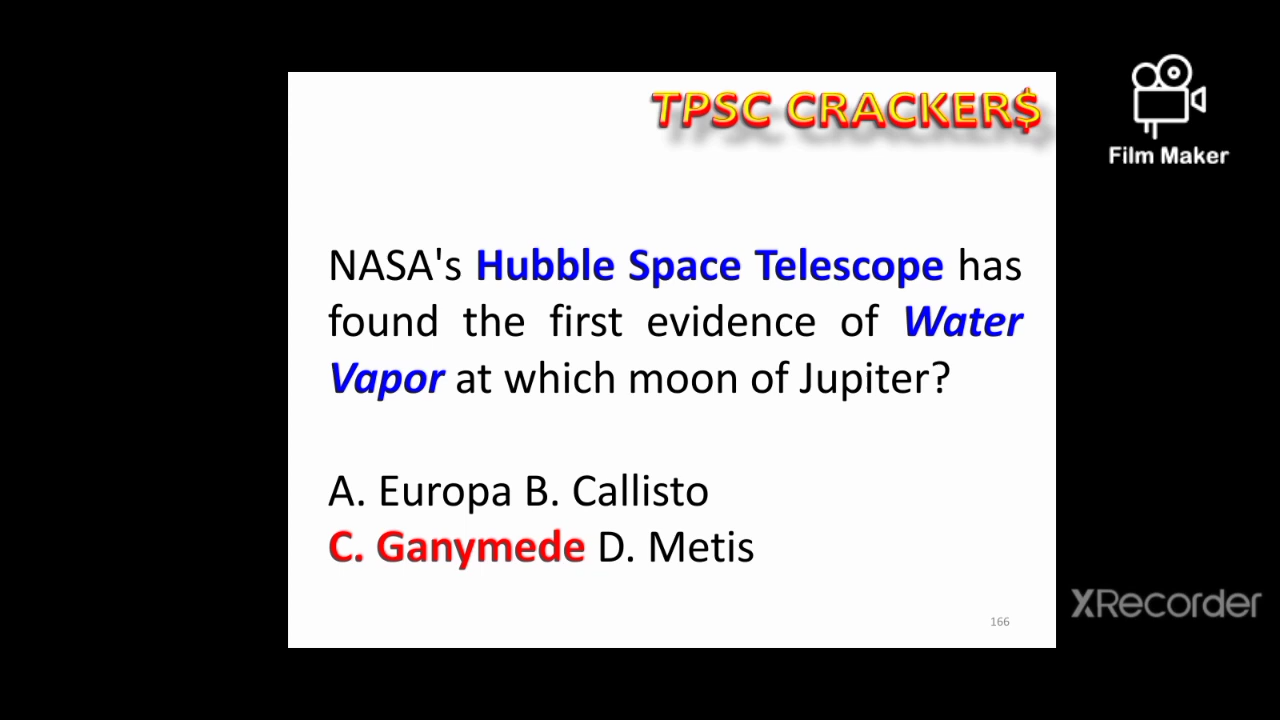 TPSC CRACKER$
Film Maker
NASA's Hubble Space Telescope has
found the first evidence of Water
Vapor at which moon of Jupiter?
A. Europa B. Callisto
C. Ganymede D. Metis
XRecorder
166